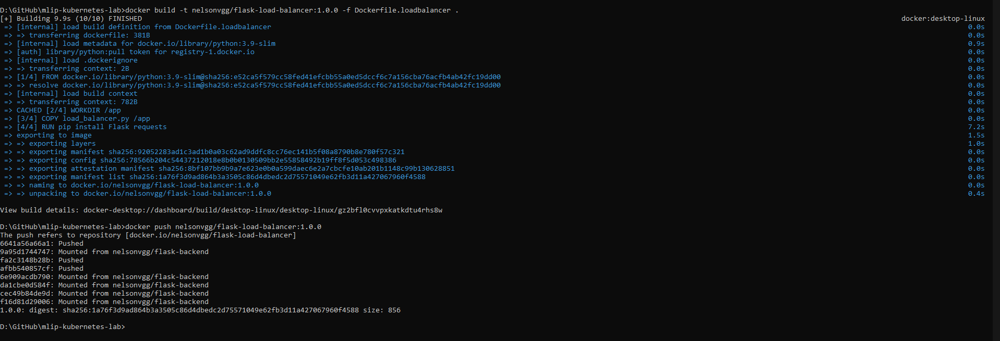 D:\GitHub\mlip-kubernetes-lab>docker build -t nelsonvgg/flask-load-balancer:1.0.0 -f Dockerfile.loadbalancer .
[+] Building 9.9s (10/10) FINISHED docker:desktop-linux
=> [internal] load build definition from Dockerfile.loadbalancer 0.0s
=> => transferring dockerfile: 381B 0.0s
=> [internal] load metadata for docker.io/library/python:3.9-slim 0.9s
=> [auth] library/python:pull token for registry-1.docker.io 0.0s
=> [internal] load .dockerignore 0.0s
=> => transferring context: 2B 0.0s
=> [1/4] FROM docker.io/library/python:3.9-slim@sha256:e52ca5f579cc58fed41efcbb55a0ed5dccf6c7a156cba76acfb4ab42fc19dd00 0.0s
=> => resolve docker.io/library/python:3.9-slim@sha256:e52ca5f579cc58fed41efcbb55a0ed5dccf6c7a156cba76acfb4ab42fc19dd00 0.0s
=> [internal] load build context 0.0s
=> => transferring context: 782B 0.0s
=> CACHED [2/4] WORKDIR /app 0.0s
=> [3/4] COPY load_balancer.py /app 0.0s
=> [4/4] RUN pip install Flask requests 7.2s
=> exporting to image 1.5s
=> => exporting layers 1.0s
=> => exporting manifest sha256:92052283ad1c3ad1b0a03c62ad9ddfc8cc76ec141b5f08a8790b8e780f57c321 0.0s
=> => exporting config sha256:78566b204c54437212018e8b0b0130509bb2e55858492b19ff8f5d053c498386 0.0s
=> => exporting attestation manifest sha256:8bf107bb9b9a7e623e0b0a599daec6e2a7cbcfe10ab201b1148c99b130628851 0.0s
=> => exporting manifest list sha256:1a76f3d9ad864b3a3505c86d4dbedc2d75571049e62fb3d11a427067960f4588 0.0s
=> => naming to docker.io/nelsonvgg/flask-load-balancer:1.0.0 0.0s
=> => unpacking to docker.io/nelsonvgg/flask-load-balancer:1.0.0 0.4s
View build details: docker-desktop://dashboard/build/desktop-linux/desktop-linux/gz2bfl0cvvpxkatkdtu4rhs8w
D:\GitHub\mlip-kubernetes-lab>docker push nelsonvgg/flask-load-balancer:1.0.0
The push refers to repository [docker.io/nelsonvgg/flask-load-balancer]
6641a56a66a1: Pushed
9a95d1744747: Mounted from nelsonvgg/flask-backend
fa2c3148b28b: Pushed
afbb540857cf: Pushed
6e909acdb790: Mounted from nelsonvgg/flask-backend
da1cbe0d584f: Mounted from nelsonvgg/flask-backend
cec49b84de9d: Mounted from nelsonvgg/flask-backend
f16d81d29006: Mounted from nelsonvgg/flask-backend
1.0.0: digest: sha256:1a76f3d9ad864b3a3505c86d4dbedc2d75571049e62fb3d11a427067960f4588 size: 856
D:\GitHub\mlip-kubernetes-lab>